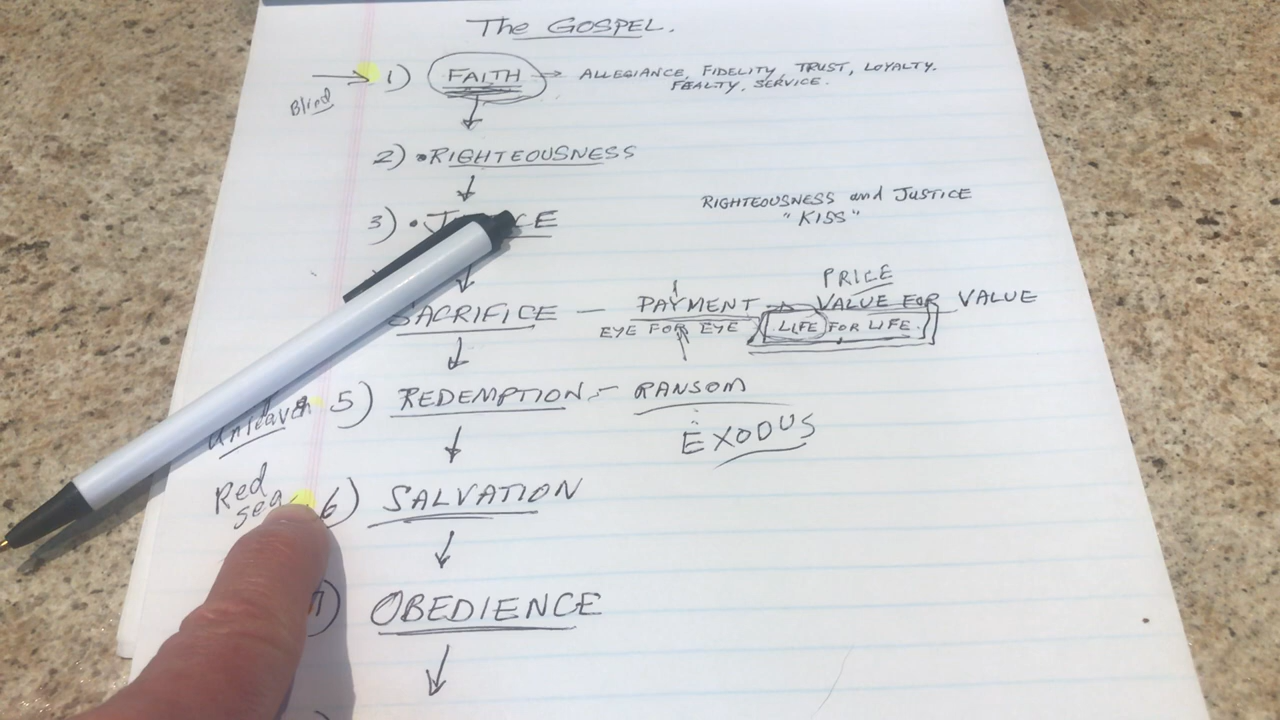 The GOSPEL.
1) FAITH → ALLEGIANCE, FIDELITY, TRUST, LOYALTY.
FEALTY, SERVICE.
Blind
2) • RIGHTEOUSNESS
RIGHTEOUSNESS and JUSTICE
"KISS"
3) •
PRICE
SACRIFICE — PAYMENT → VALUE FOR VALUE
EYE FOR EYE LIFE FOR LIFE.
5) REDEMPTION — RANSOM
EXODUS
Red
sea
6) SALVATION
OBEDIENCE